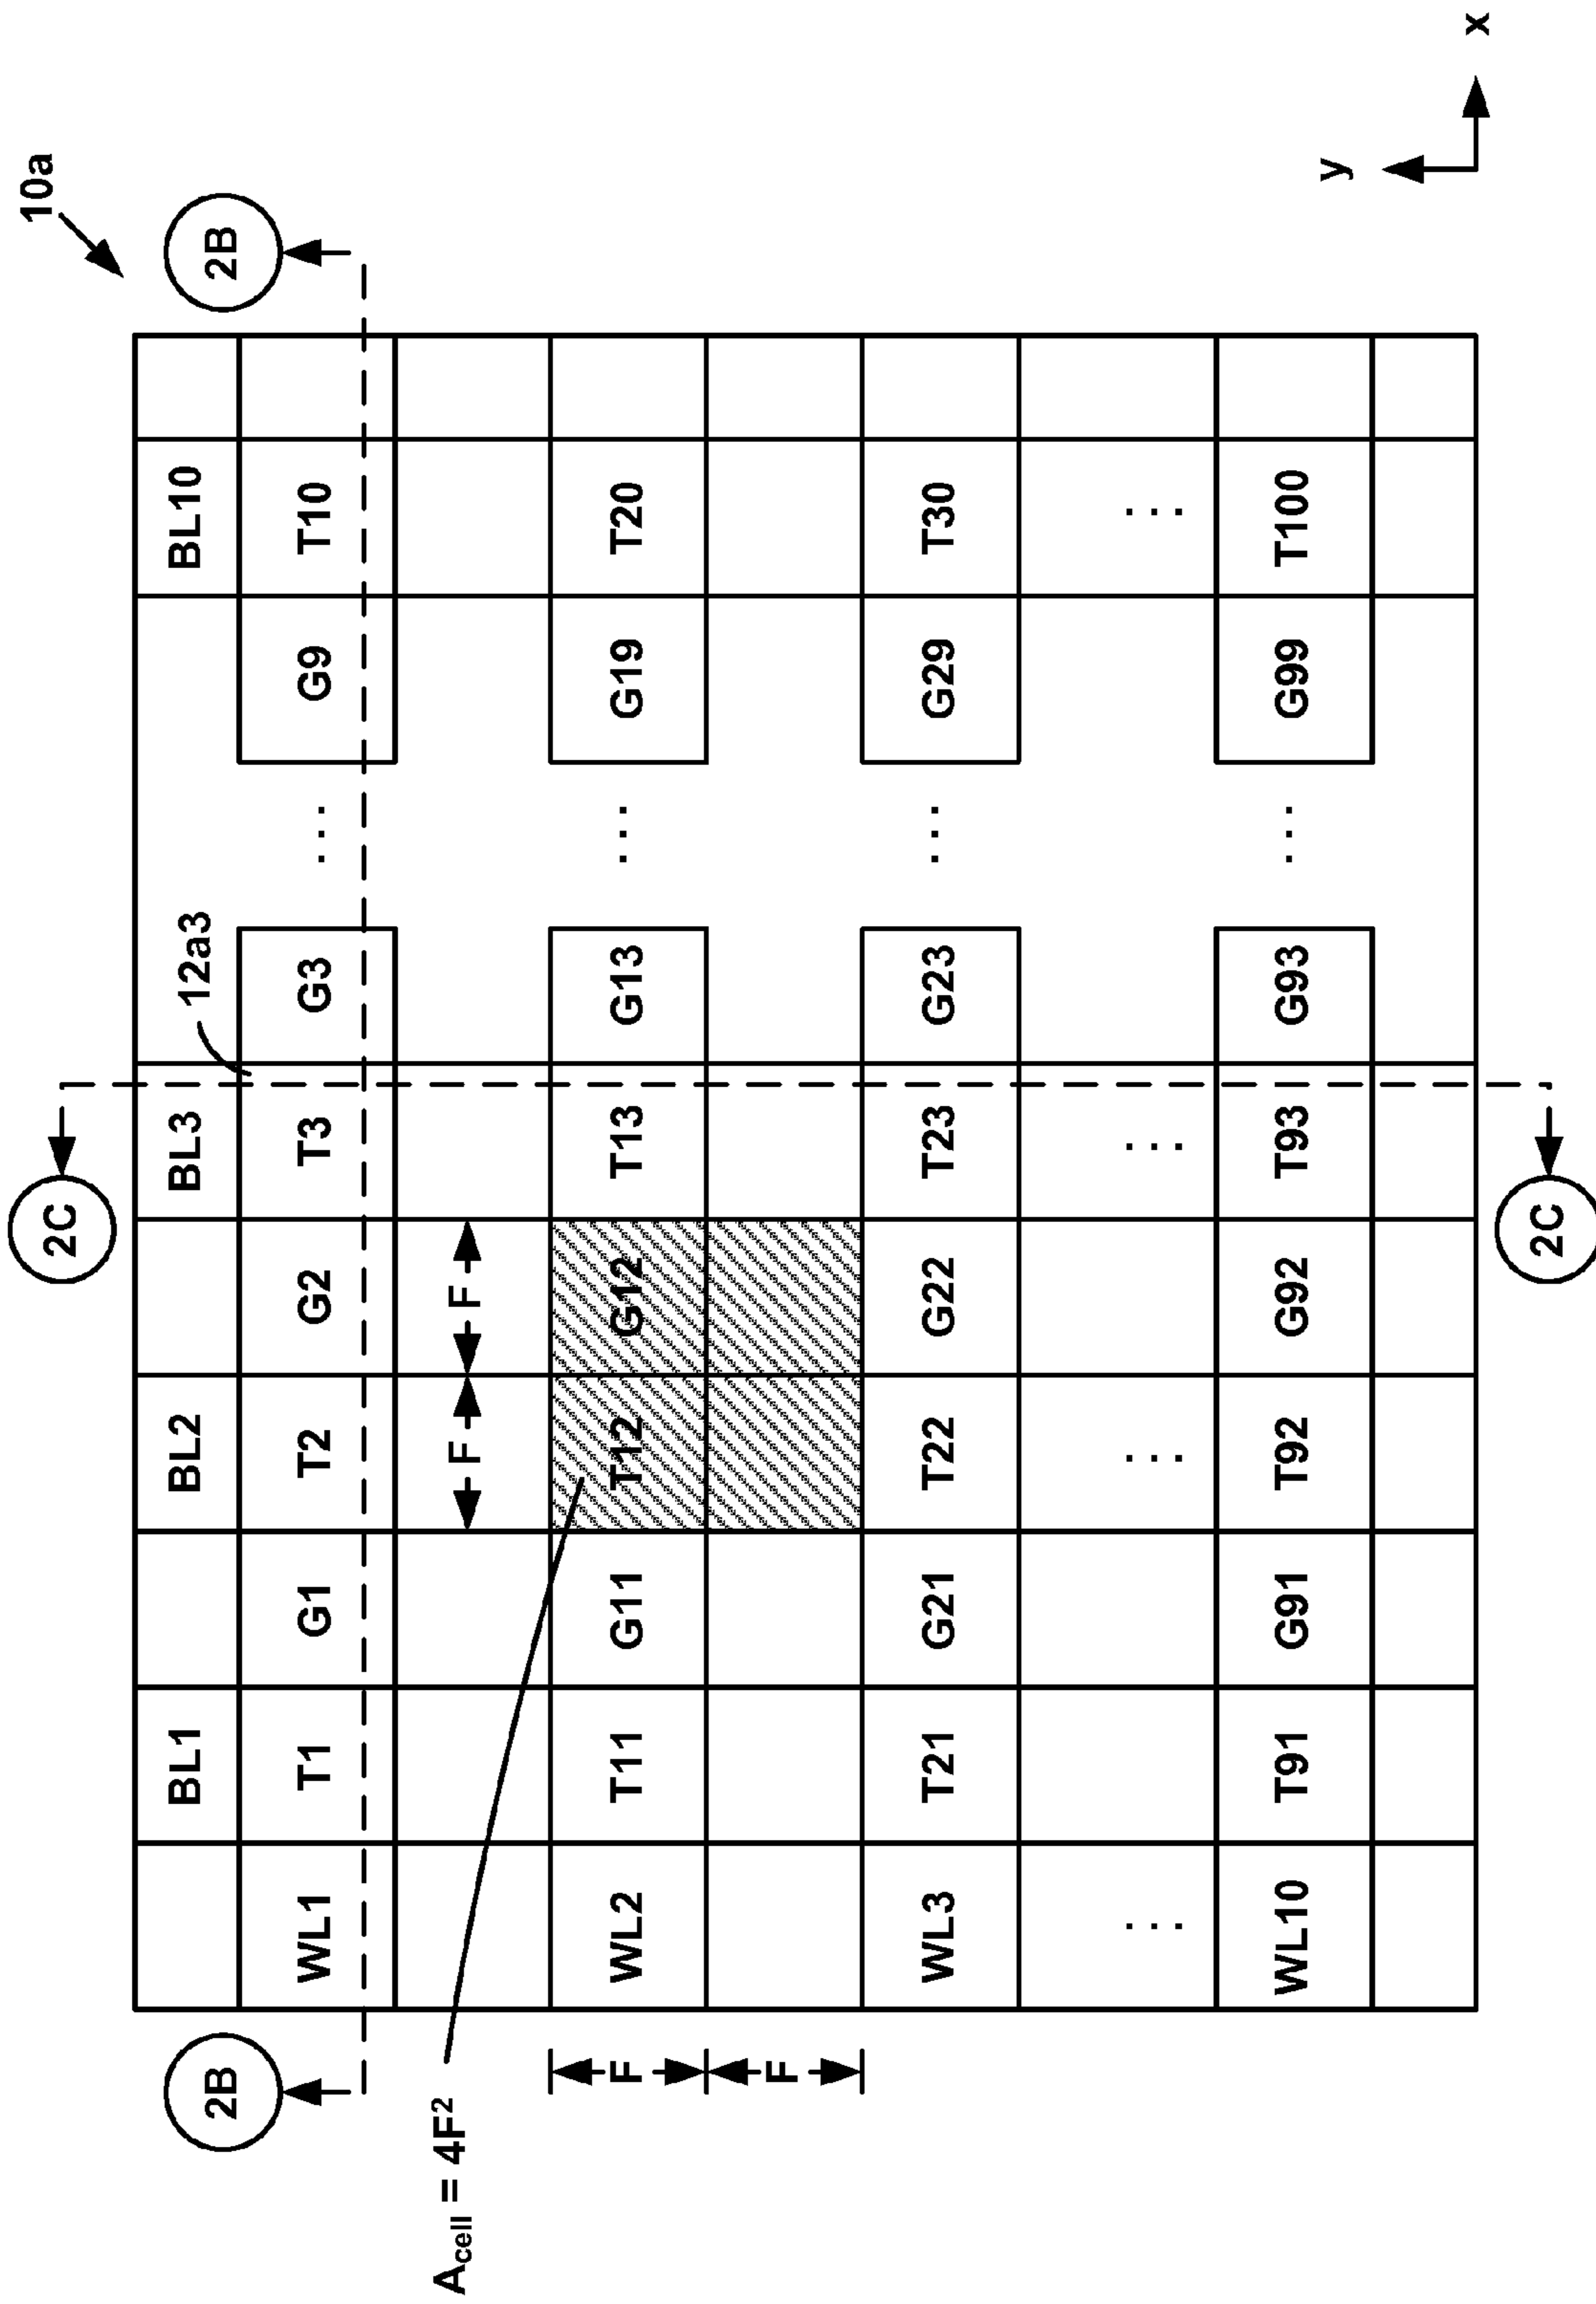 10a
2C
12a3
BL1 BL2 BL3 BL10
2B 2B
WL1 T1 G1 T2 G2 T3 G3 ... G9 T10
F F
Acell = 4F²
WL2 T11 G11 T12 G12 T13 G13 ... G19 T20
F
F
WL3 T21 G21 T22 G22 T23 G23 ... G29 T30
... ... ... ...
WL10 T91 G91 T92 G92 T93 G93 ... G99 T100
y
x
2C